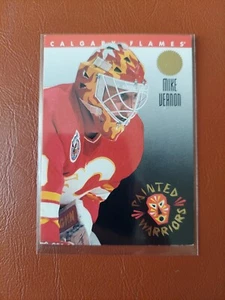 CALGARY FLAMES
MIKE
VERNON
PAINTED
WARRIORS